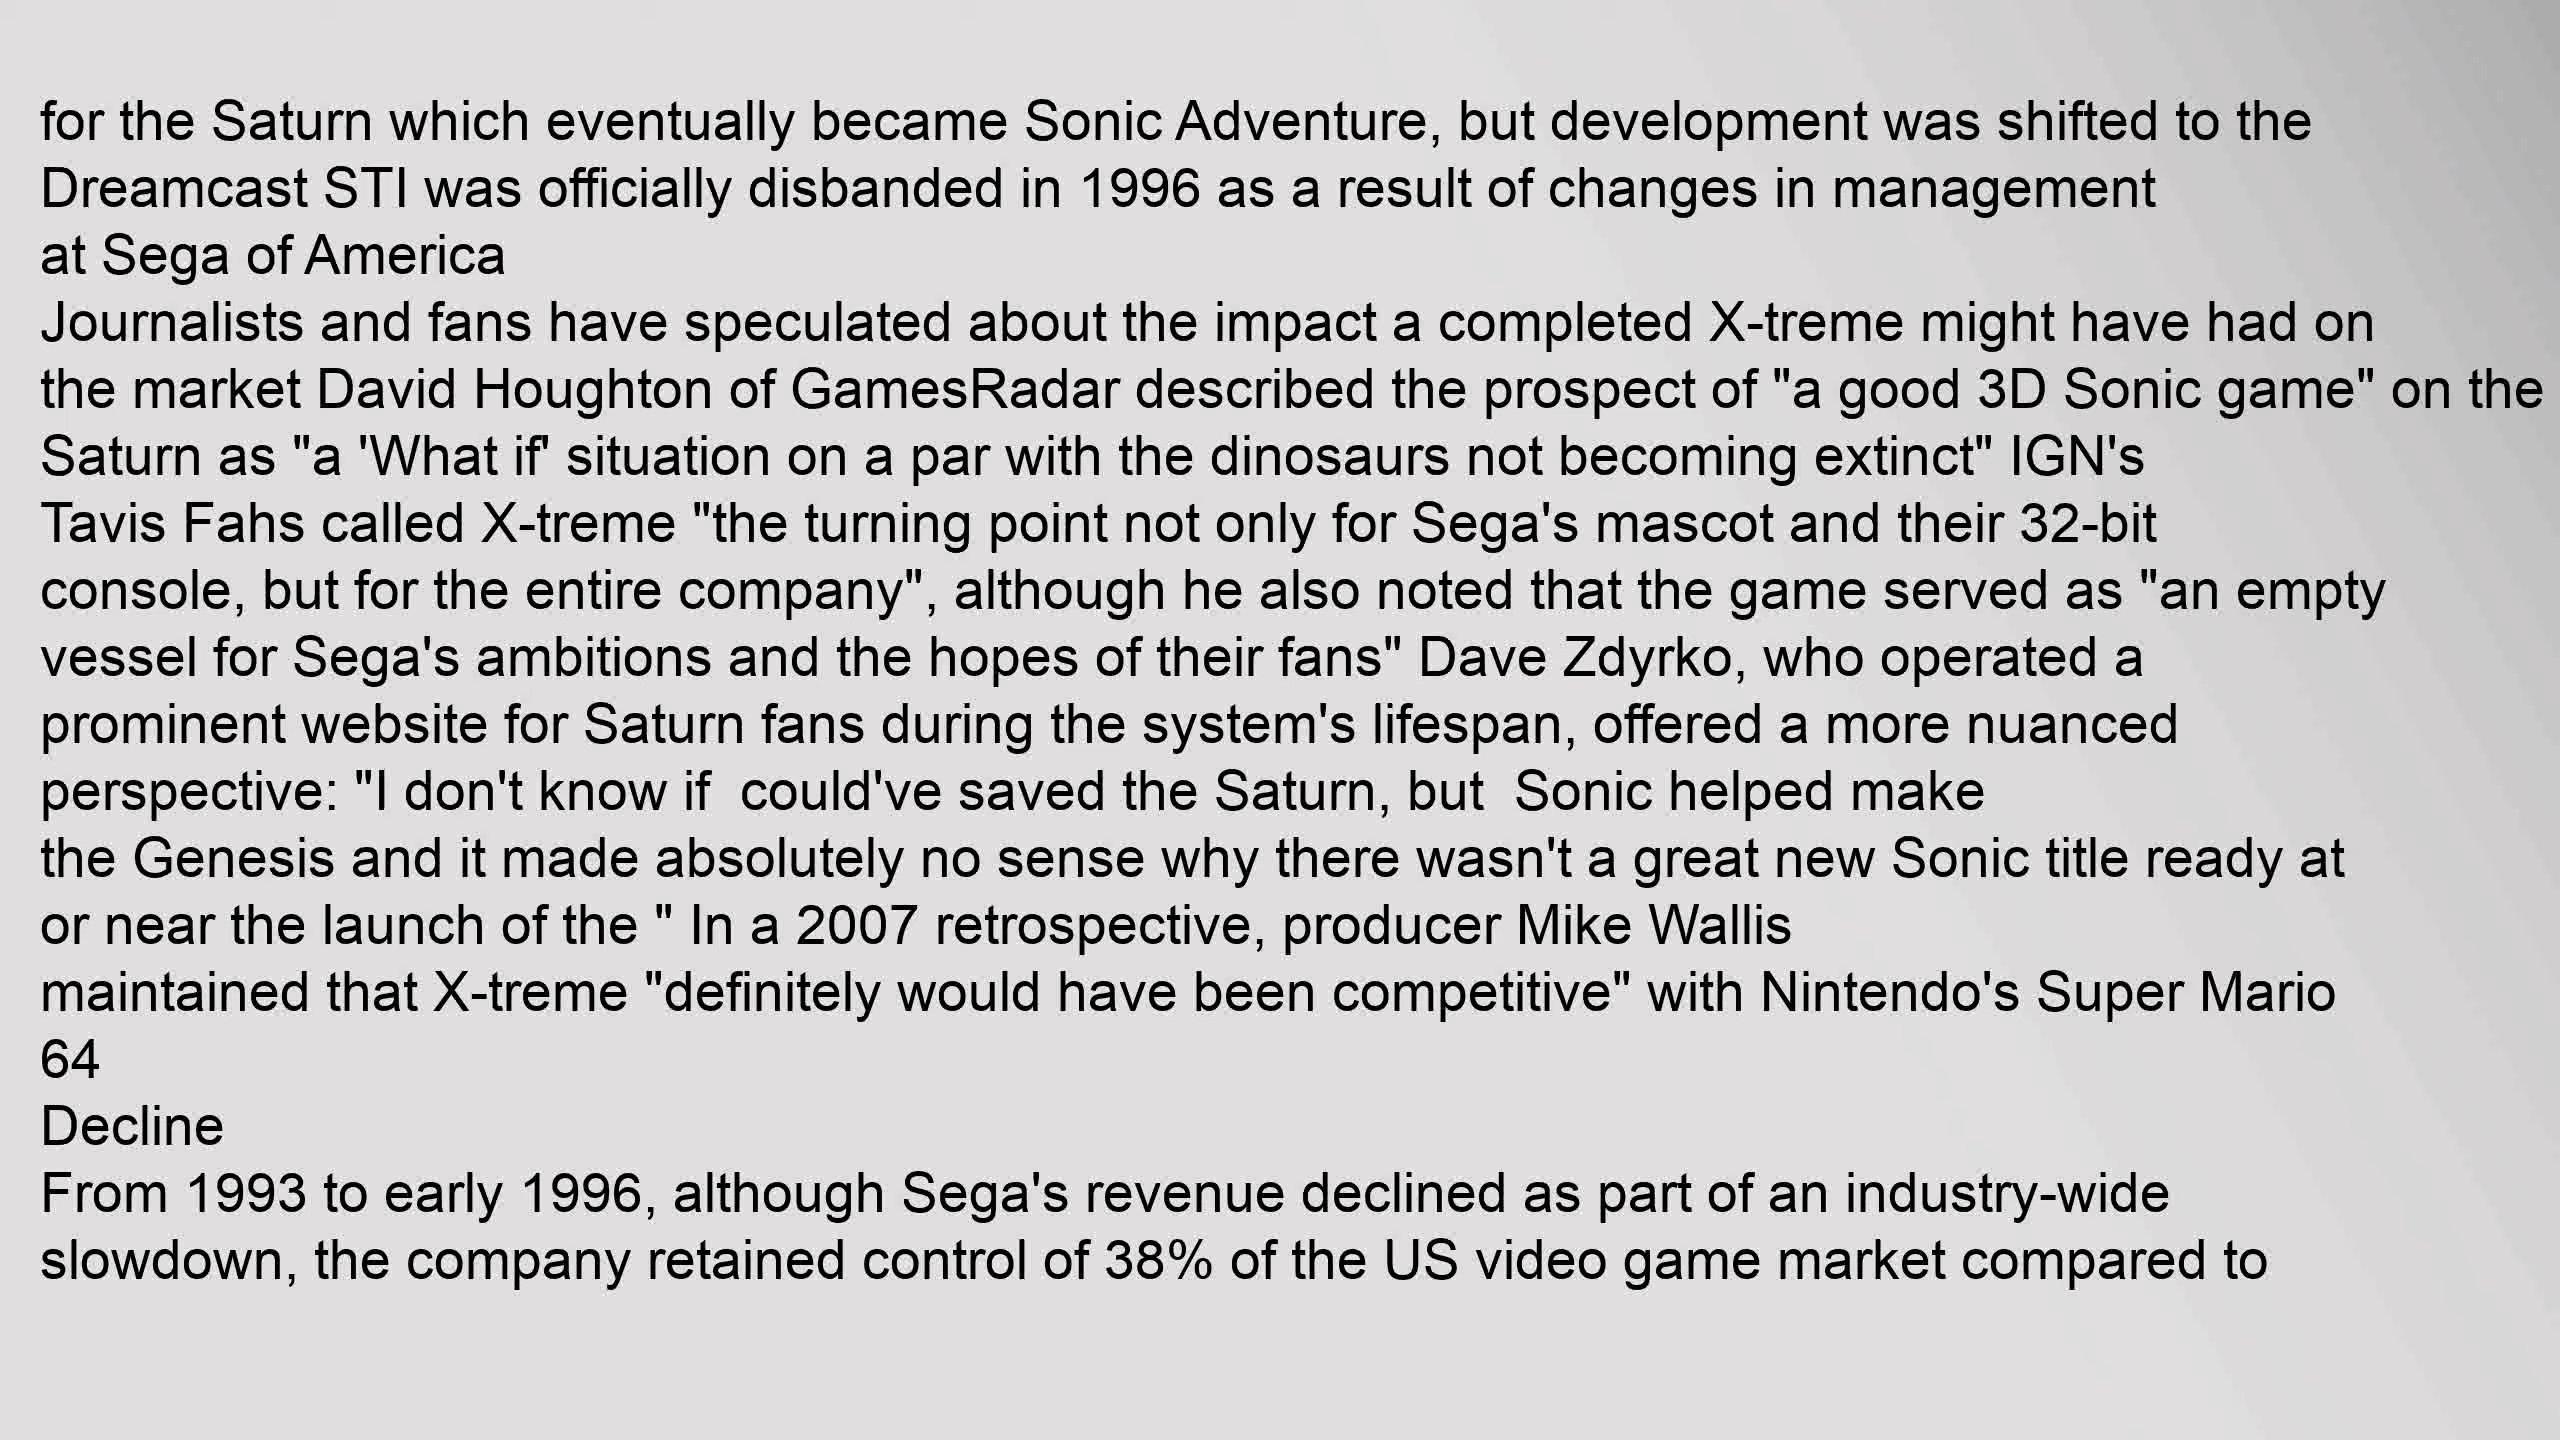 for the Saturn which eventually became Sonic Adventure, but development was shifted to the
Dreamcast STI was officially disbanded in 1996 as a result of changes in management
at Sega of America
Journalists and fans have speculated about the impact a completed X-treme might have had on
the market David Houghton of GamesRadar described the prospect of "a good 3D Sonic game" on the
Saturn as "a 'What if' situation on a par with the dinosaurs not becoming extinct" IGN's
Tavis Fahs called X-treme "the turning point not only for Sega's mascot and their 32-bit
console, but for the entire company", although he also noted that the game served as "an empty
vessel for Sega's ambitions and the hopes of their fans" Dave Zdyrko, who operated a
prominent website for Saturn fans during the system's lifespan, offered a more nuanced
perspective: "I don't know if  could've saved the Saturn, but  Sonic helped make
the Genesis and it made absolutely no sense why there wasn't a great new Sonic title ready at
or near the launch of the " In a 2007 retrospective, producer Mike Wallis
maintained that X-treme "definitely would have been competitive" with Nintendo's Super Mario
64
Decline
From 1993 to early 1996, although Sega's revenue declined as part of an industry-wide
slowdown, the company retained control of 38% of the US video game market compared to